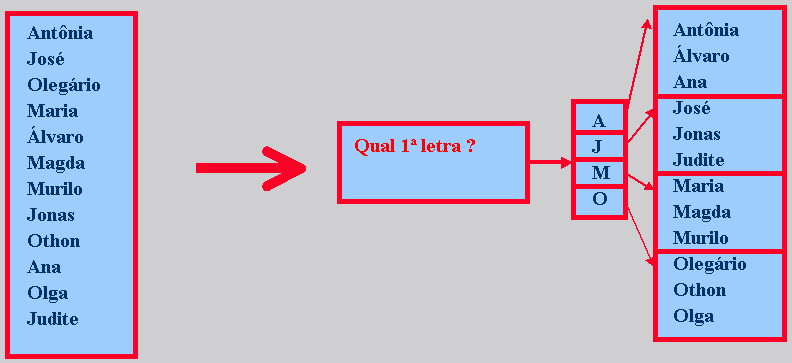 Antônia
José
Olegário
Maria
Álvaro
Magda
Murilo
Jonas
Othon
Ana
Olga
Judite
Qual 1ª letra ?
A
J
M
O
Antônia
Álvaro
Ana
José
Jonas
Judite
Maria
Magda
Murilo
Olegário
Othon
Olga